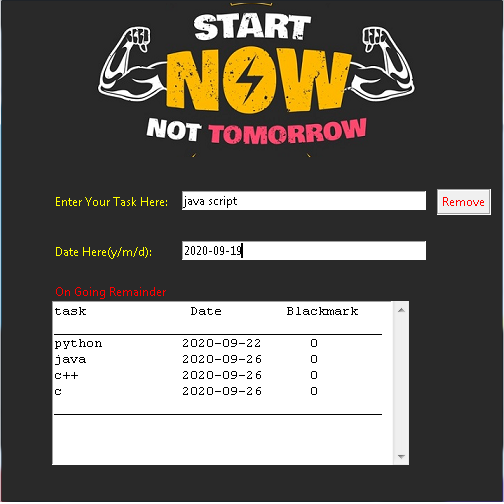 START
NOW
NOT TOMORROW
Enter Your Task Here: java script Remove
Date Here(y/m/d): 2020-09-19
On Going Remainder
task Date Blackmark
python 2020-09-22 0
java 2020-09-26 0
c++ 2020-09-26 0
c 2020-09-26 0